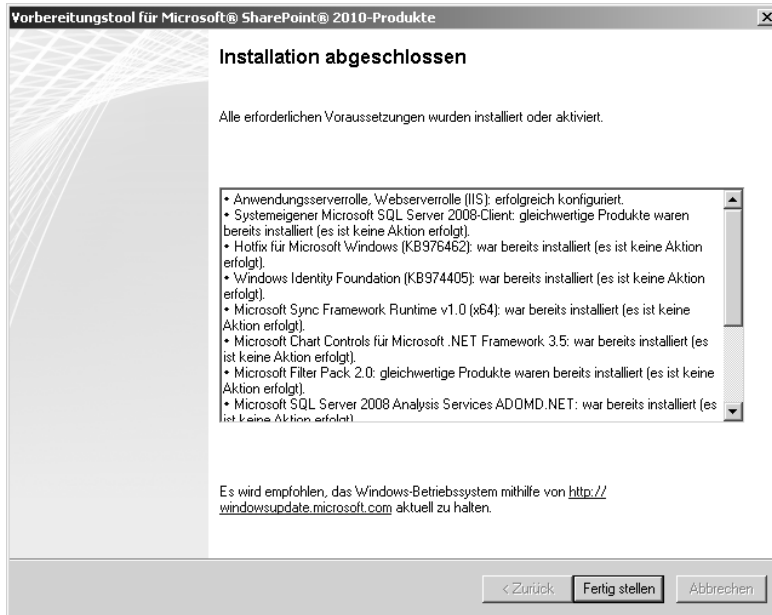 Vorbereitungstool für Microsoft® SharePoint® 2010-Produkte
Installation abgeschlossen
Alle erforderlichen Voraussetzungen wurden installiert oder aktiviert.
• Anwendungsserverrolle, Webserverrolle (IIS): erfolgreich konfiguriert.
• Systemeigener Microsoft SQL Server 2008-Client: gleichwertige Produkte waren
bereits installiert (es ist keine Aktion erfolgt).
• Hotfix für Microsoft Windows (KB976462): war bereits installiert (es ist keine Aktion
erfolgt).
• Windows Identity Foundation (KB974405): war bereits installiert (es ist keine Aktion
erfolgt).
• Microsoft Sync Framework Runtime v1.0 (x64): war bereits installiert (es ist keine
Aktion erfolgt).
• Microsoft Chart Controls für Microsoft .NET Framework 3.5: war bereits installiert (es
ist keine Aktion erfolgt).
• Microsoft Filter Pack 2.0: gleichwertige Produkte waren bereits installiert (es ist keine
Aktion erfolgt).
• Microsoft SQL Server 2008 Analysis Services ADOMD.NET: war bereits installiert (es
ist keine Aktion erfolgt).
Es wird empfohlen, das Windows-Betriebssystem mithilfe von http://
windowsupdate.microsoft.com aktuell zu halten.
< Zurück
Fertig stellen
Abbrechen